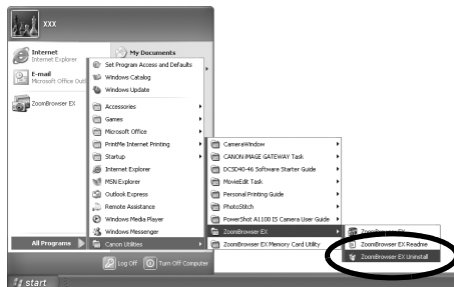 xxx
Internet
Internet Explorer
E-mail
Microsoft Office Outl
ZoomBrowser EX
All Programs
My Documents
Set Program Access and Defaults
Windows Catalog
Windows Update
Accessories
Games
Microsoft Office
PrintMe Internet Printing
Startup
Internet Explorer
MSN Explorer
Outlook Express
Remote Assistance
Windows Media Player
Windows Messenger
Canon Utilities
CameraWindow
CANON iMAGE GATEWAY Task
DCSD40-46 Software Starter Guide
MovieEdit Task
Personal Printing Guide
PhotoStitch
PowerShot A1100 IS Camera User Guide
ZoomBrowser EX
ZoomBrowser EX Memory Card Utility
ZoomBrowser EX
ZoomBrowser EX Readme
ZoomBrowser EX Uninstall
Log Off
Turn Off Computer
start